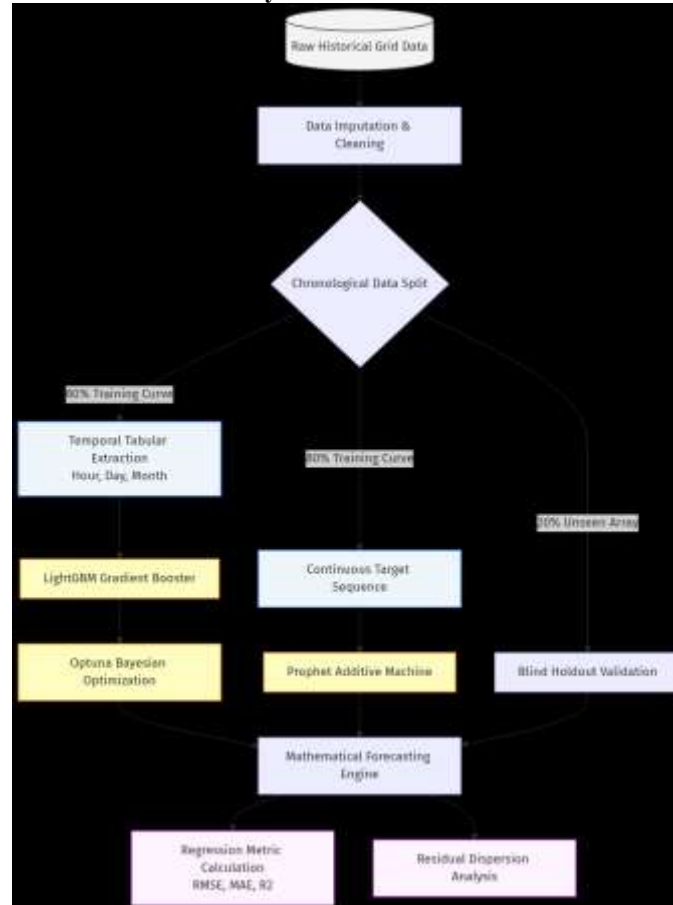 Raw Historical Grid Data
Data Imputation &
Cleaning
Chronological Data Split
80% Training Curve
Temporal Tabular
Extraction
Hour, Day, Month
80% Training Curve
20% Unseen Array
LightGBM Gradient Booster
Continuous Target
Sequence
Optuna Bayesian
Optimization
Prophet Additive Machine
Blind Holdout Validation
Mathematical Forecasting
Engine
Regression Metric
Calculation
RMSE, MAE, R2
Residual Dispersion
Analysis